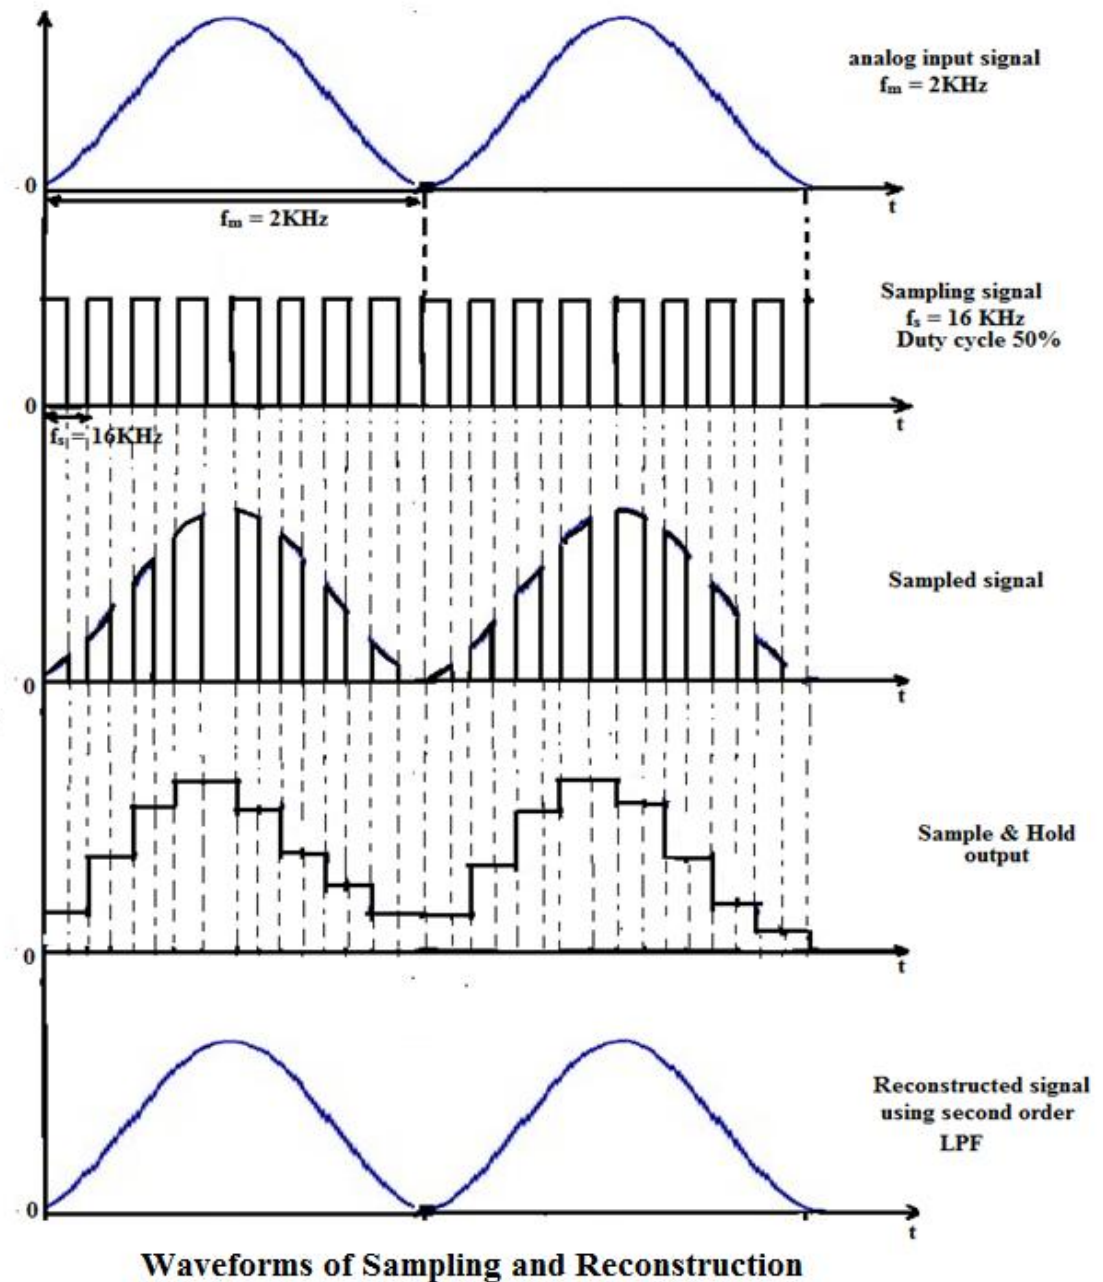 analog input signal
fₘ = 2KHz
0
t
fₘ = 2KHz
Sampling signal
fₛ = 16 KHz
Duty cycle 50%
0
t
fₛ = 16KHz
Sampled signal
0
t
Sample & Hold
output
0
t
Reconstructed signal
using second order
LPF
0
t
Waveforms of Sampling and Reconstruction